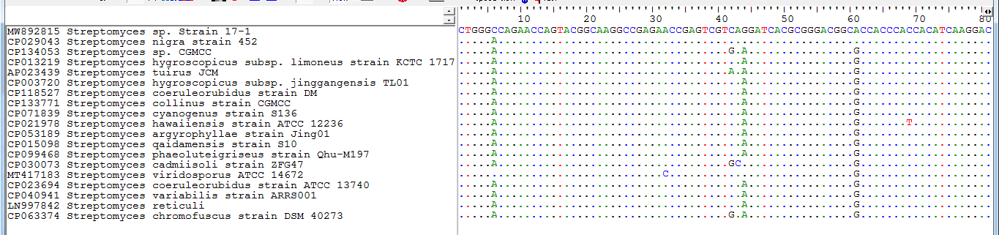 10 20 30 40 50 60 70 80
MW892815 Streptomyces sp. Strain 17-1 CTGGGCCAGAACCAGTACGGCAAGGCCGAGAACCGAGTCGTCAGGATCACGCGGGACGGCACCACCCACCACATCAAGGAC
CP029043 Streptomyces nigra strain 452 .....A...........................................................................
CP134053 Streptomyces sp. CGMCC .....A...................................G.A................G....................
CP013219 Streptomyces hygroscopicus subsp. limoneus strain KCTC 1717 .....A.....................................A................G....................
AP023439 Streptomyces tuirus JCM .....A...................................A.A................G....................
CP003720 Streptomyces hygroscopicus subsp. jinggangensis TL01 .....A.....................................A................G....................
CP118527 Streptomyces coeruleorubidus strain DM .....A.....................................A................G....................
CP133771 Streptomyces collinus strain CGMCC .....A.....................................A................G....................
CP071839 Streptomyces cyanogenus strain S136 .....A.....................................A................G....................
CP021978 Streptomyces hawaiiensis strain ATCC 12236 .....A.....................................A................G.......T............
CP053189 Streptomyces argyrophyllae strain Jing01 .....A.....................................A................G....................
CP015098 Streptomyces qaidamensis strain S10 .....A.....................................A................G....................
CP099468 Streptomyces phaeoluteigriseus strain Qhu-M197 .....A.....................................A................G....................
CP030073 Streptomyces cadmiisoli strain ZFG47 .....A...................................GC.................G....................
MT417183 Streptomyces viridosporus ATCC 14672 ...............................C............................G....................
CP023694 Streptomyces coeruleorubidus strain ATCC 13740 .....A.....................................A................G....................
CP040941 Streptomyces variabilis strain ARRS001 .....A.....................................A................G....................
LN997842 Streptomyces reticuli .....A.....................................A................G....................
CP063374 Streptomyces chromofuscus strain DSM 40273 .....A...................................G.A................G....................